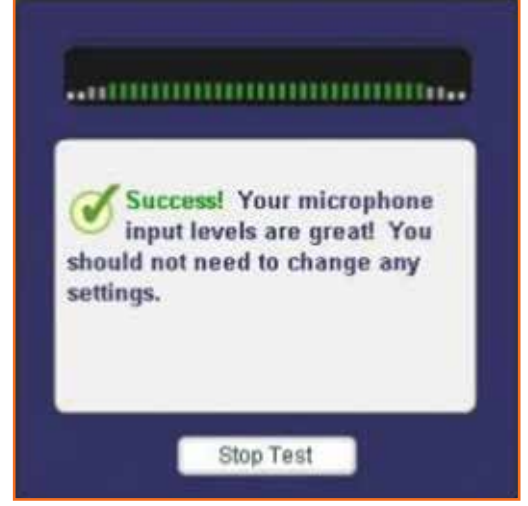 Success! Your microphone
input levels are great! You
should not need to change any
settings.
Stop Test